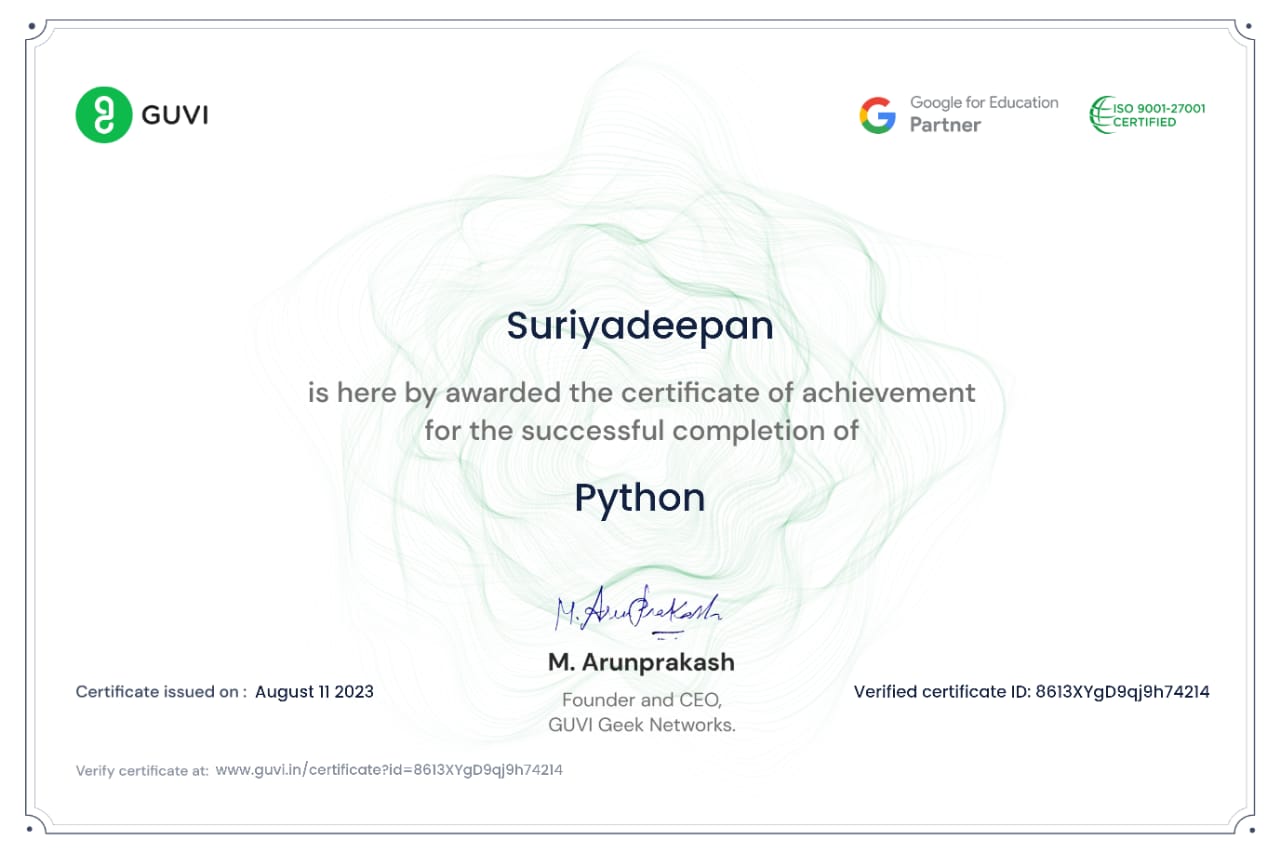 GUVI
Google for Education
Partner
ISO 9001-27001
CERTIFIED
Suriyadeepan
is here by awarded the certificate of achievement
for the successful completion of
Python
M. Arunprakash
M. Arunprakash
Founder and CEO,
GUVI Geek Networks.
Certificate issued on : August 11 2023
Verified certificate ID: 8613XYgD9qj9h74214
Verify certificate at: www.guvi.in/certificate?id=8613XYgD9qj9h74214